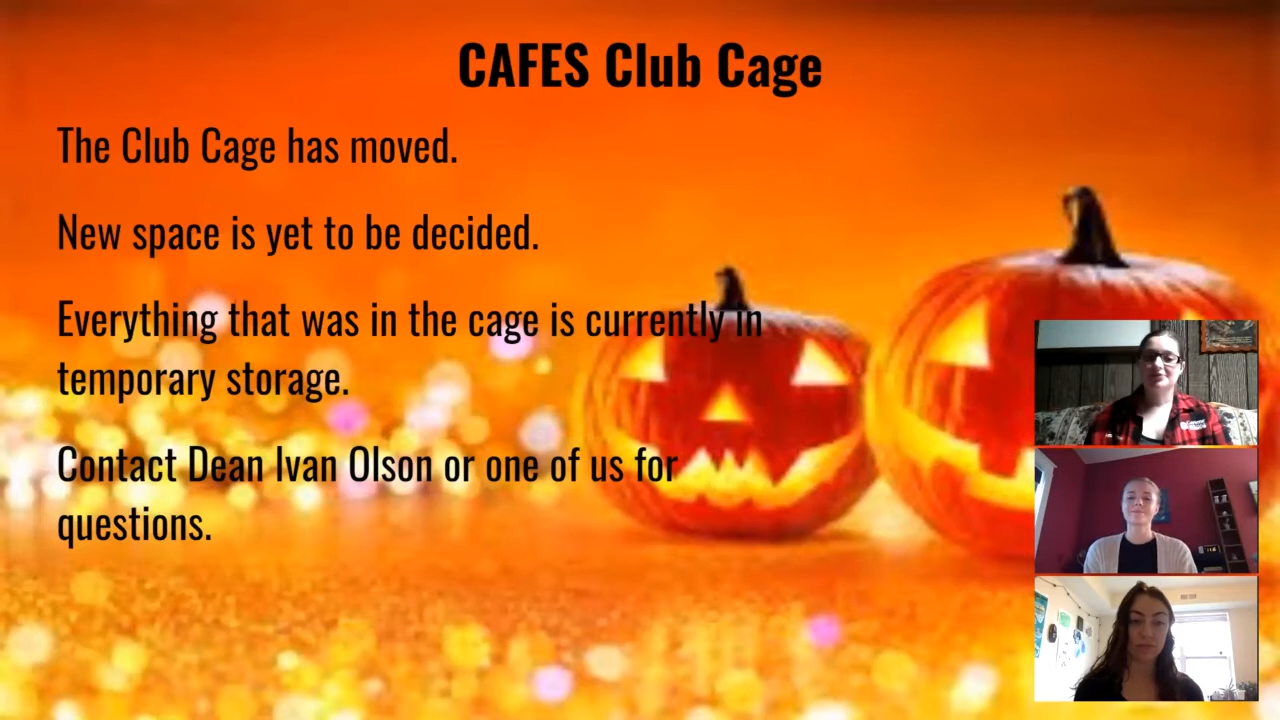 CAFES Club Cage
The Club Cage has moved.
New space is yet to be decided.
Everything that was in the cage is currently in
temporary storage.
Contact Dean Ivan Olson or one of us for
questions.